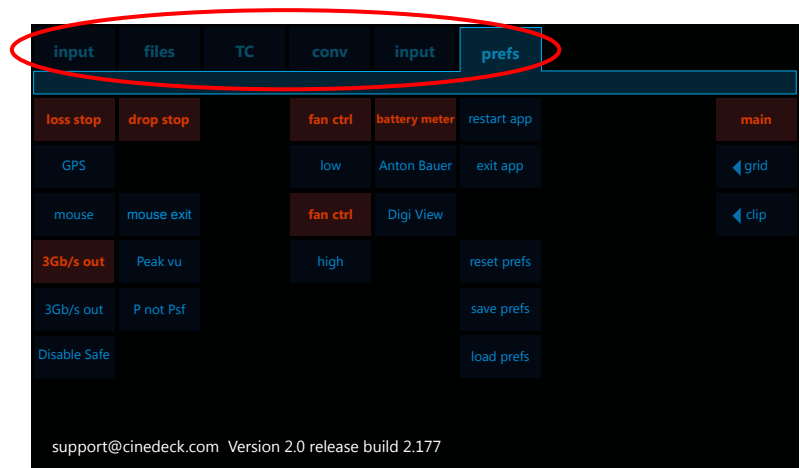 input files TC conv input prefs
loss stop drop stop fan ctrl battery meter restart app main
GPS low Anton Bauer exit app grid
mouse mouse exit fan ctrl Digi View clip
3Gb/s out Peak vu high reset prefs
3Gb/s out P not Psf save prefs
Disable Safe load prefs
support@cinedeck.com Version 2.0 release build 2.177